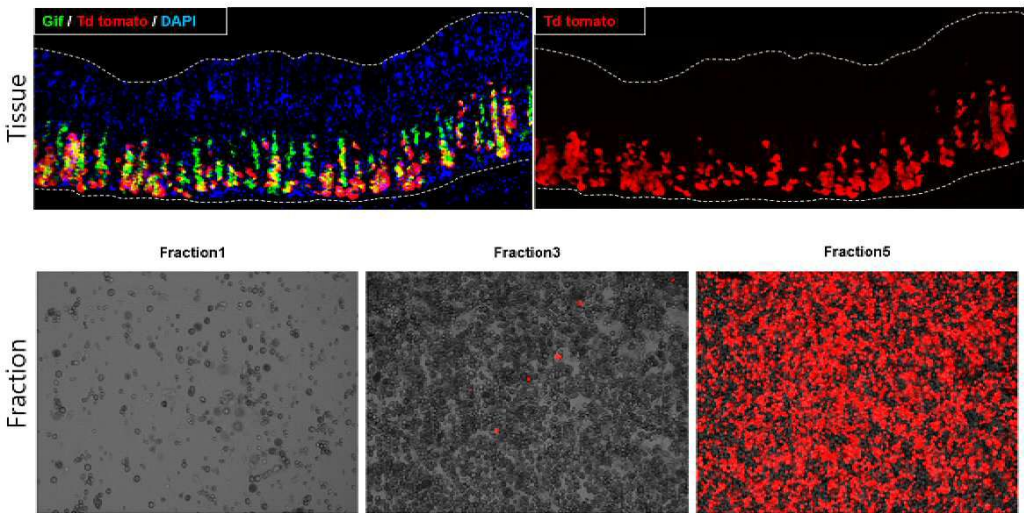 Gif / Td tomato / DAPI
Td tomato
Tissue
Fraction1
Fraction3
Fraction5
Fraction